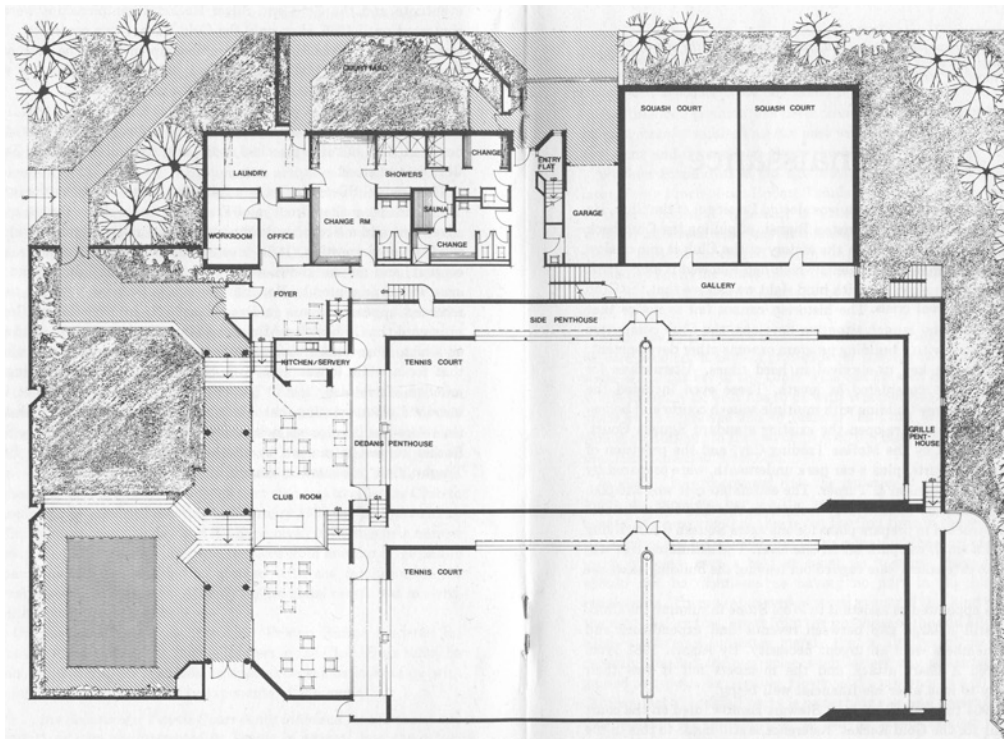 COURTYARD
SQUASH COURT
SQUASH COURT
CHANGE
ENTRY
FLAT
LAUNDRY
SHOWERS
SAUNA
GARAGE
CHANGE RM
WORKROOM
OFFICE
CHANGE
GALLERY
FOYER
SIDE PENTHOUSE
KITCHEN/SERVERY
TENNIS COURT
DEDANS PENTHOUSE
GRILLE
PENT-
HOUSE
CLUB ROOM
TENNIS COURT